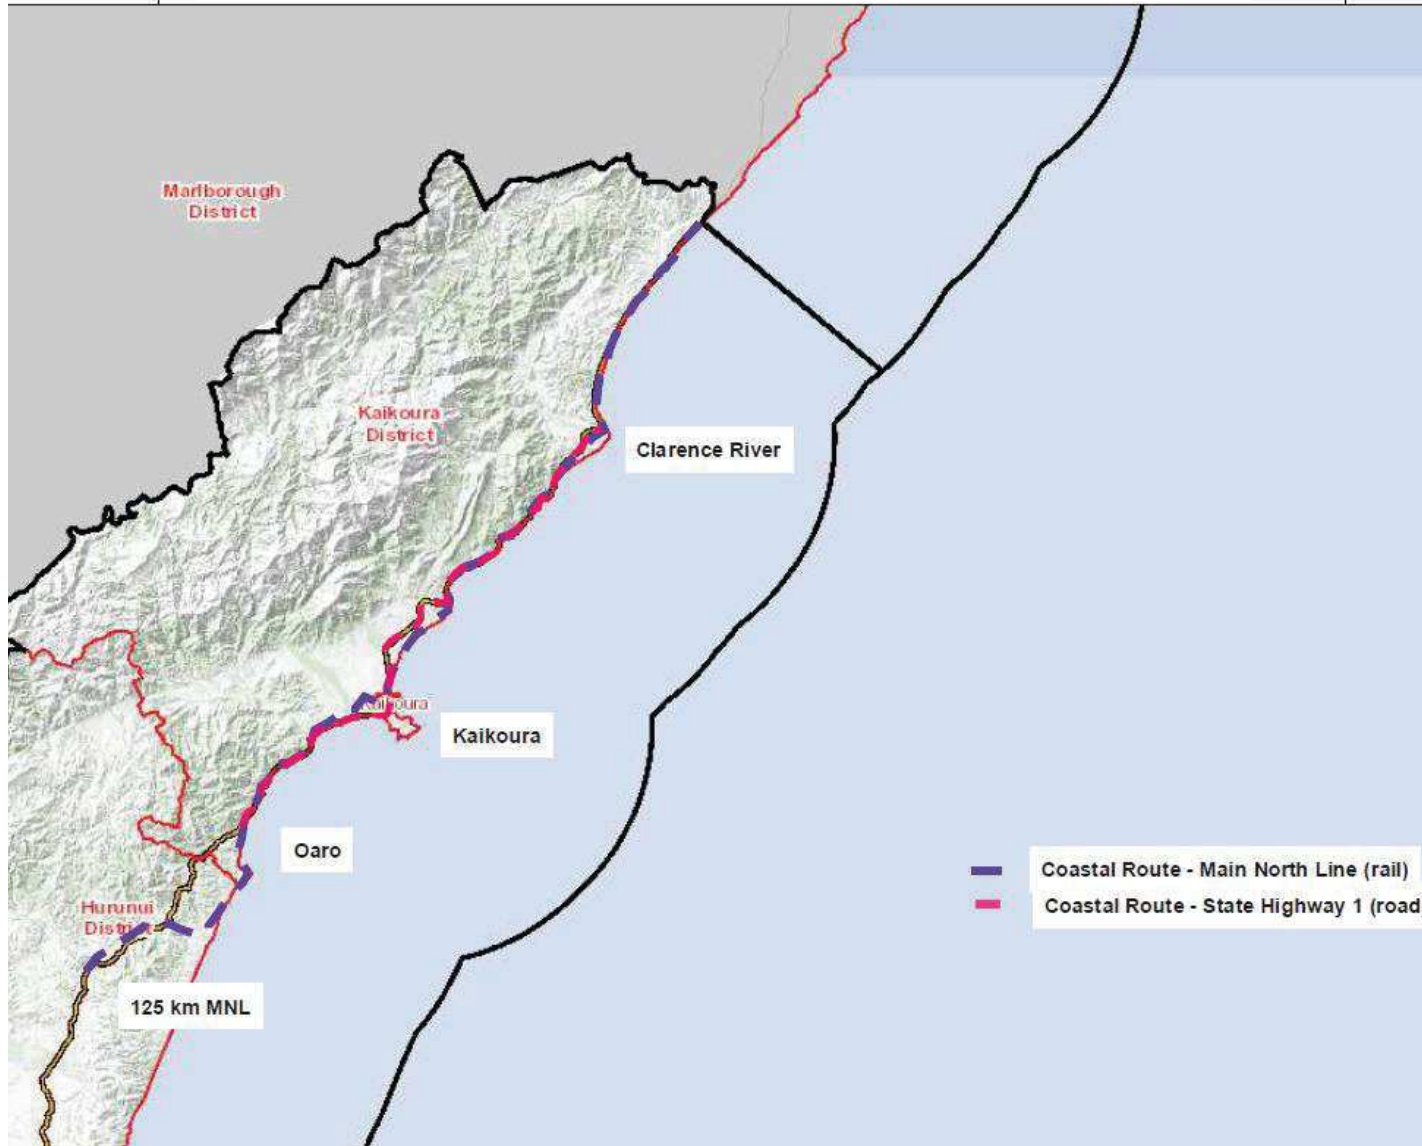 Marlborough
District
Kaikoura
District
Clarence River
Kaikoura
Kaikoura
Oaro
Coastal Route - Main North Line (rail)
Coastal Route - State Highway 1 (road
Hurunui
District
125 km MNL